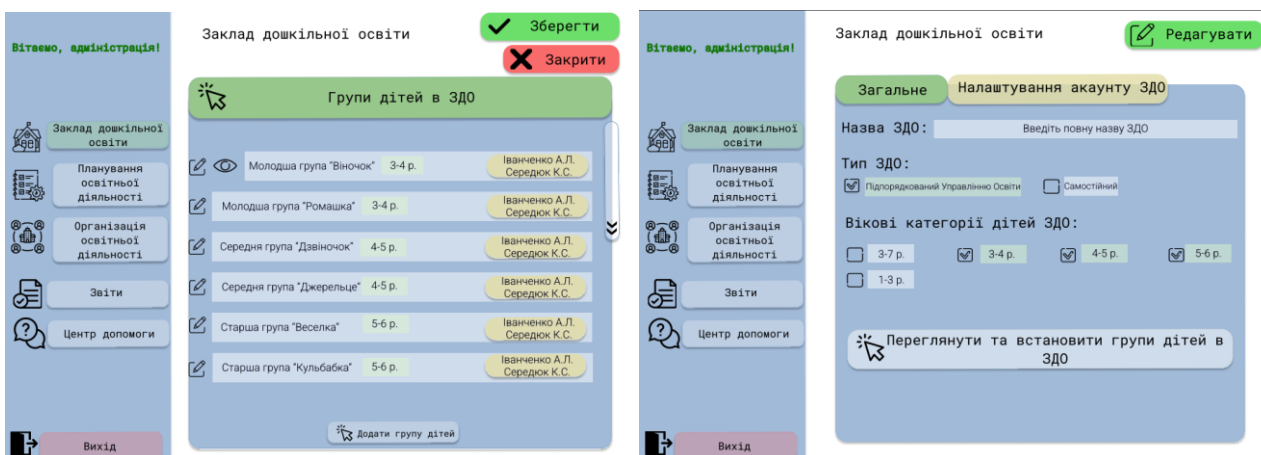 Вітаємо, адміністрація!
Заклад дошкільної
освіти
Планування
освітньої
діяльності
Організація
освітньої
діяльності
Звіти
Центр допомоги
Вихід
Заклад дошкільної освіти
Зберегти
Закрити
Групи дітей в ЗДО
Молодша група "Віночок" 3-4 р. Іванченко А.Л.
Середюк К.С.
Молодша група "Ромашка" 3-4 р. Іванченко А.Л.
Середюк К.С.
Середня група "Дзвіночок" 4-5 р. Іванченко А.Л.
Середюк К.С.
Середня група "Джерельце" 4-5 р. Іванченко А.Л.
Середюк К.С.
Старша група "Веселка" 5-6 р. Іванченко А.Л.
Середюк К.С.
Старша група "Кульбабка" 5-6 р. Іванченко А.Л.
Середюк К.С.
Додати групу дітей
Вітаємо, адміністрація!
Заклад дошкільної
освіти
Планування
освітньої
діяльності
Організація
освітньої
діяльності
Звіти
Центр допомоги
Вихід
Заклад дошкільної освіти
Редагувати
Загальне Налаштування акаунту ЗДО
Назва ЗДО: Введіть повну назву ЗДО
Тип ЗДО:
Підпорядкований Управлінню Освіти Самостійний
Вікові категорії дітей ЗДО:
3-7 р. 3-4 р. 4-5 р. 5-6 р.
1-3 р.
Переглянути та встановити групи дітей в
ЗДО